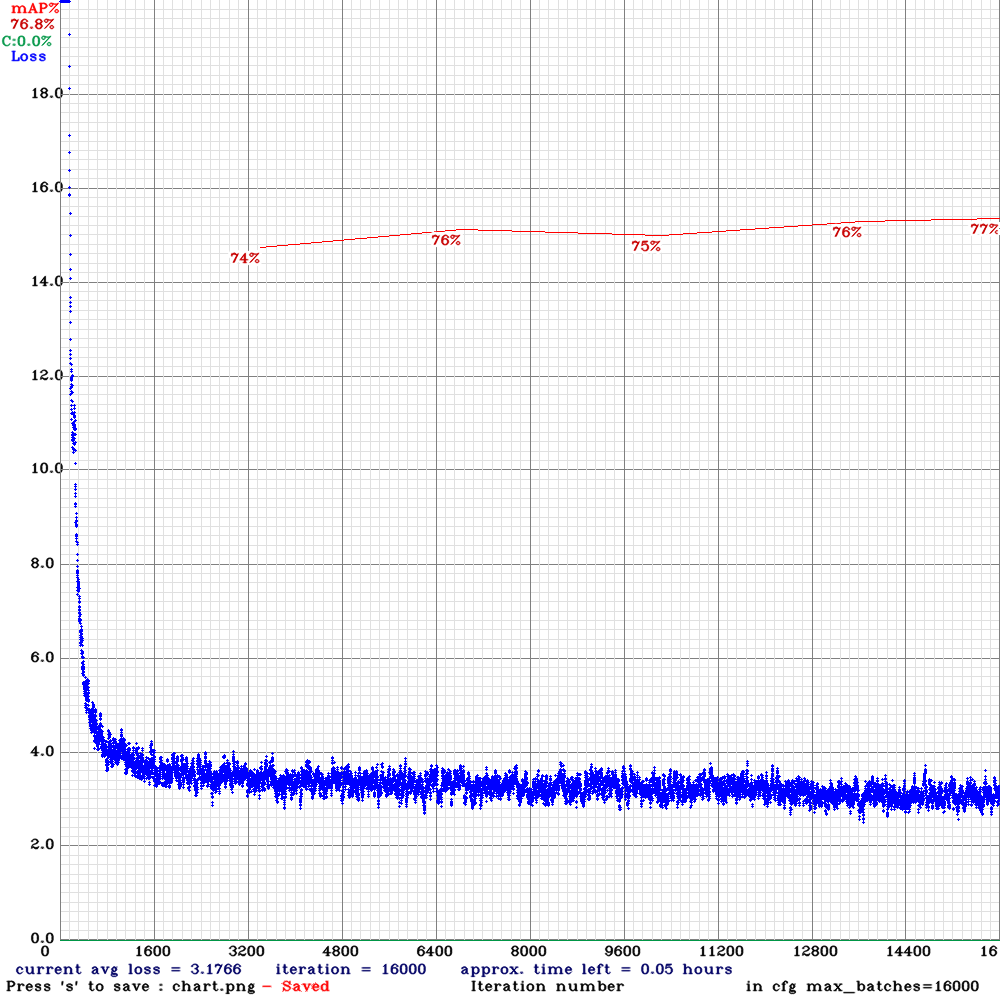 mAP%
76.8%
C:0.0%
Loss
18.0
16.0
74% 76% 75% 76% 77%
14.0
12.0
10.0
8.0
6.0
4.0
2.0
0.0
0 1600 3200 4800 6400 8000 9600 11200 12800 14400 16
current avg loss = 3.1766 iteration = 16000 approx. time left = 0.05 hours
Press 's' to save : chart.png - Saved Iteration number in cfg max_batches=16000